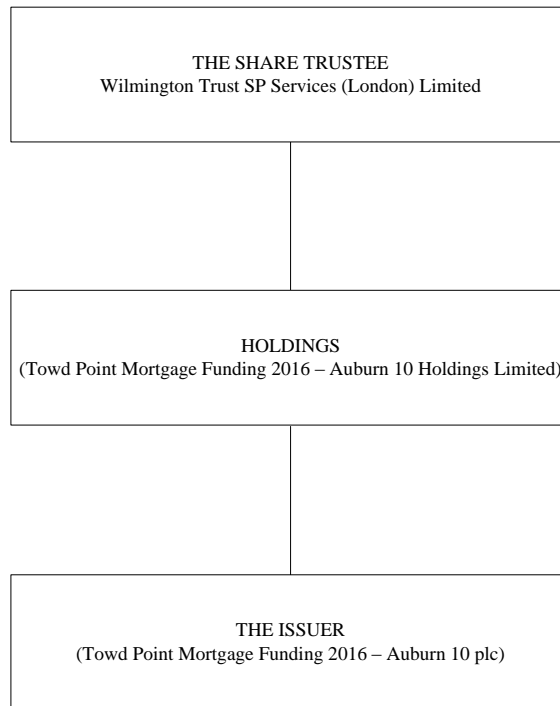 THE SHARE TRUSTEE
Wilmington Trust SP Services (London) Limited
HOLDINGS
(Towd Point Mortgage Funding 2016 – Auburn 10 Holdings Limited)
THE ISSUER
(Towd Point Mortgage Funding 2016 – Auburn 10 plc)